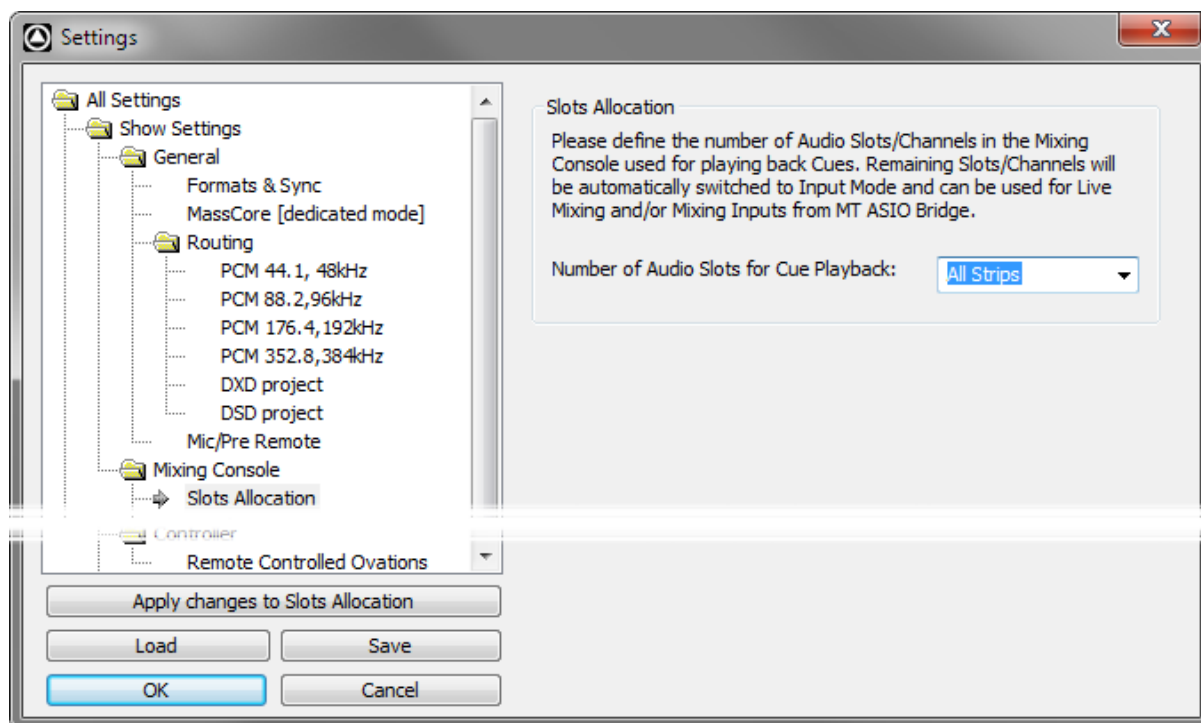 Settings
All Settings
Show Settings
General
Formats & Sync
MassCore [dedicated mode]
Routing
PCM 44.1, 48kHz
PCM 88.2,96kHz
PCM 176.4,192kHz
PCM 352.8,384kHz
DXD project
DSD project
Mic/Pre Remote
Mixing Console
Slots Allocation
Controller
Remote Controlled Ovations
Apply changes to Slots Allocation
Load
Save
OK
Cancel
Slots Allocation
Please define the number of Audio Slots/Channels in the Mixing
Console used for playing back Cues. Remaining Slots/Channels will
be automatically switched to Input Mode and can be used for Live
Mixing and/or Mixing Inputs from MT ASIO Bridge.
Number of Audio Slots for Cue Playback:
All Strips